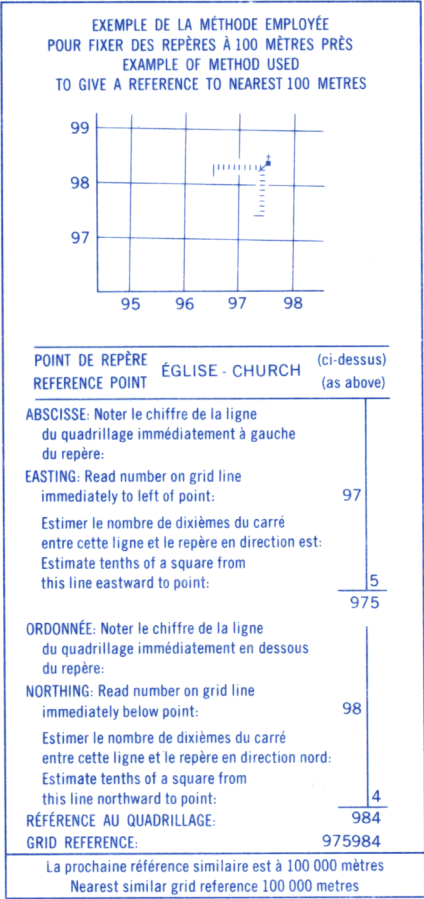 EXEMPLE DE LA MÉTHODE EMPLOYÉE
POUR FIXER DES REPÈRES À 100 MÈTRES PRÈS
EXAMPLE OF METHOD USED
TO GIVE A REFERENCE TO NEAREST 100 METRES
99
98
97
95 96 97 98
POINT DE REPÈRE ÉGLISE - CHURCH (ci-dessus)
REFERENCE POINT (as above)
ABSCISSE: Noter le chiffre de la ligne
du quadrillage immédiatement à gauche
du repère:
EASTING: Read number on grid line
immediately to left of point: 97
Estimer le nombre de dixièmes du carré
entre cette ligne et le repère en direction est:
Estimate tenths of a square from
this line eastward to point: 5
975
ORDONNÉE: Noter le chiffre de la ligne
du quadrillage immédiatement en dessous
du repère:
NORTHING: Read number on grid line
immediately below point: 98
Estimer le nombre de dixièmes du carré
entre cette ligne et le repère en direction nord:
Estimate tenths of a square from
this line northward to point: 4
RÉFÉRENCE AU QUADRILLAGE: 984
GRID REFERENCE: 975984
La prochaine référence similaire est à 100 000 mètres
Nearest similar grid reference 100 000 metres